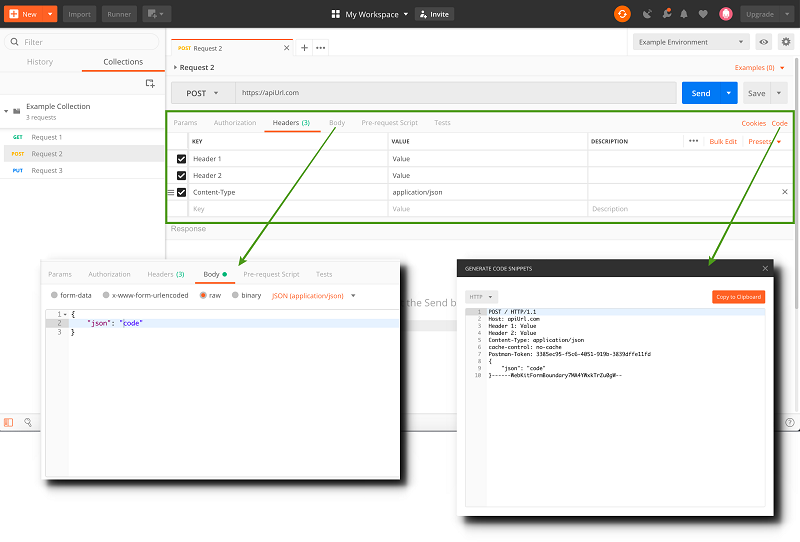 New Import Runner My Workspace Invite Upgrade
Filter
History Collections
Example Collection
3 requests
GET Request 1
POST Request 2
PUT Request 3
POST Request 2
Example Environment
Request 2 Examples (0)
POST https://apiUrl.com Send Save
Params Authorization Headers (3) Body Pre-request Script Tests Cookies Code
KEY VALUE DESCRIPTION Bulk Edit Presets
Header 1 Value
Header 2 Value
Content-Type application/json
Key Value Description
Response
the Send b
Params Authorization Headers (3) Body Pre-request Script Tests
form-data x-www-form-urlencoded raw binary JSON (application/json)
1 {
2 "json": "code"
3 }
GENERATE CODE SNIPPETS
HTTP Copy to Clipboard
1 POST / HTTP/1.1
2 Host: apiUrl.com
3 Header 1: Value
4 Header 2: Value
5 Content-Type: application/json
6 cache-control: no-cache
7 Postman-Token: 3385ec95-f5c6-4051-919b-3839dffe11fd
8 {
9 "json": "code"
10 }------WebKitFormBoundary7MA4YWxkTrZu0gW--